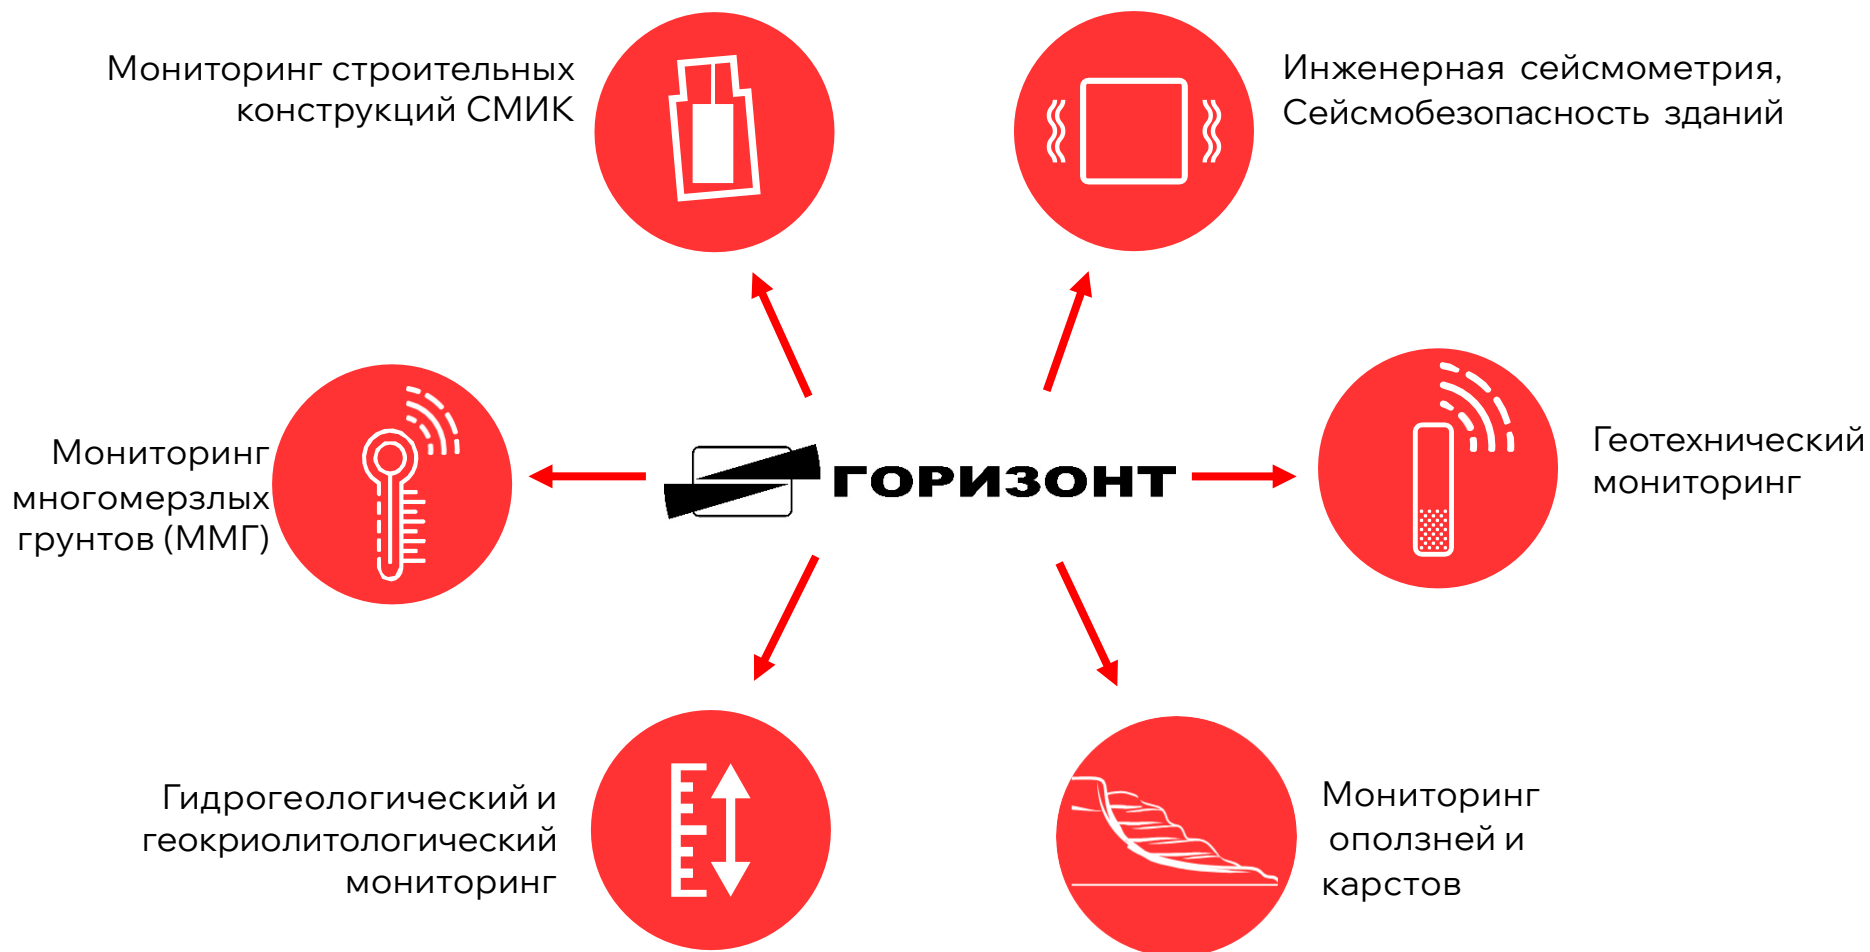 Мониторинг строительных
конструкций СМИК
Инженерная сейсмометрия,
Сейсмобезопасность зданий
Мониторинг
многомерзлых
грунтов (ММГ)
ГОРИЗОНТ
Геотехнический
мониторинг
Гидрогеологический и
геокриолитологический
мониторинг
Мониторинг
оползней и
карстов